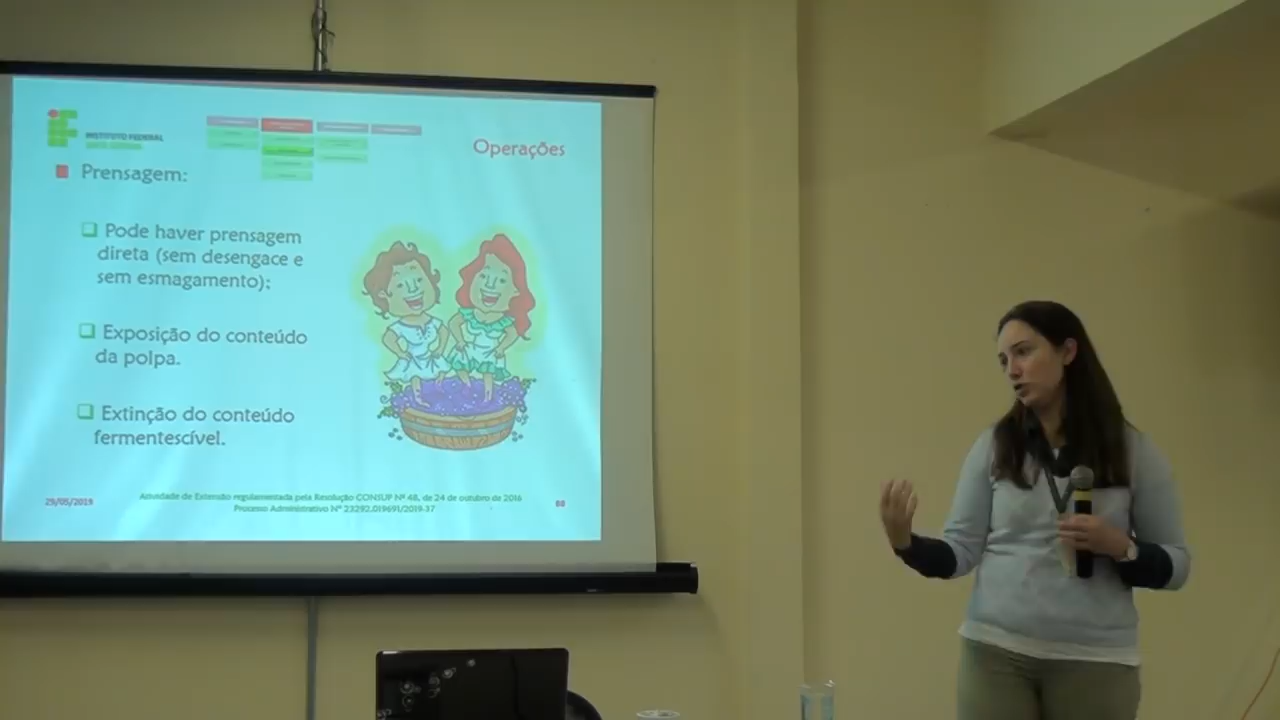 INSTITUTO FEDERAL
Operações
Prensagem:
Pode haver prensagem
direta (sem desengace e
sem esmagamento);
Exposição do conteúdo
da polpa.
Extinção do conteúdo
fermentescível.
29/05/2019
Atividade de Extensão regulamentada pela Resolução CONSUP Nº 48, de 24 de outubro de 2016
Processo Administrativo Nº 23292.019691/2019-37